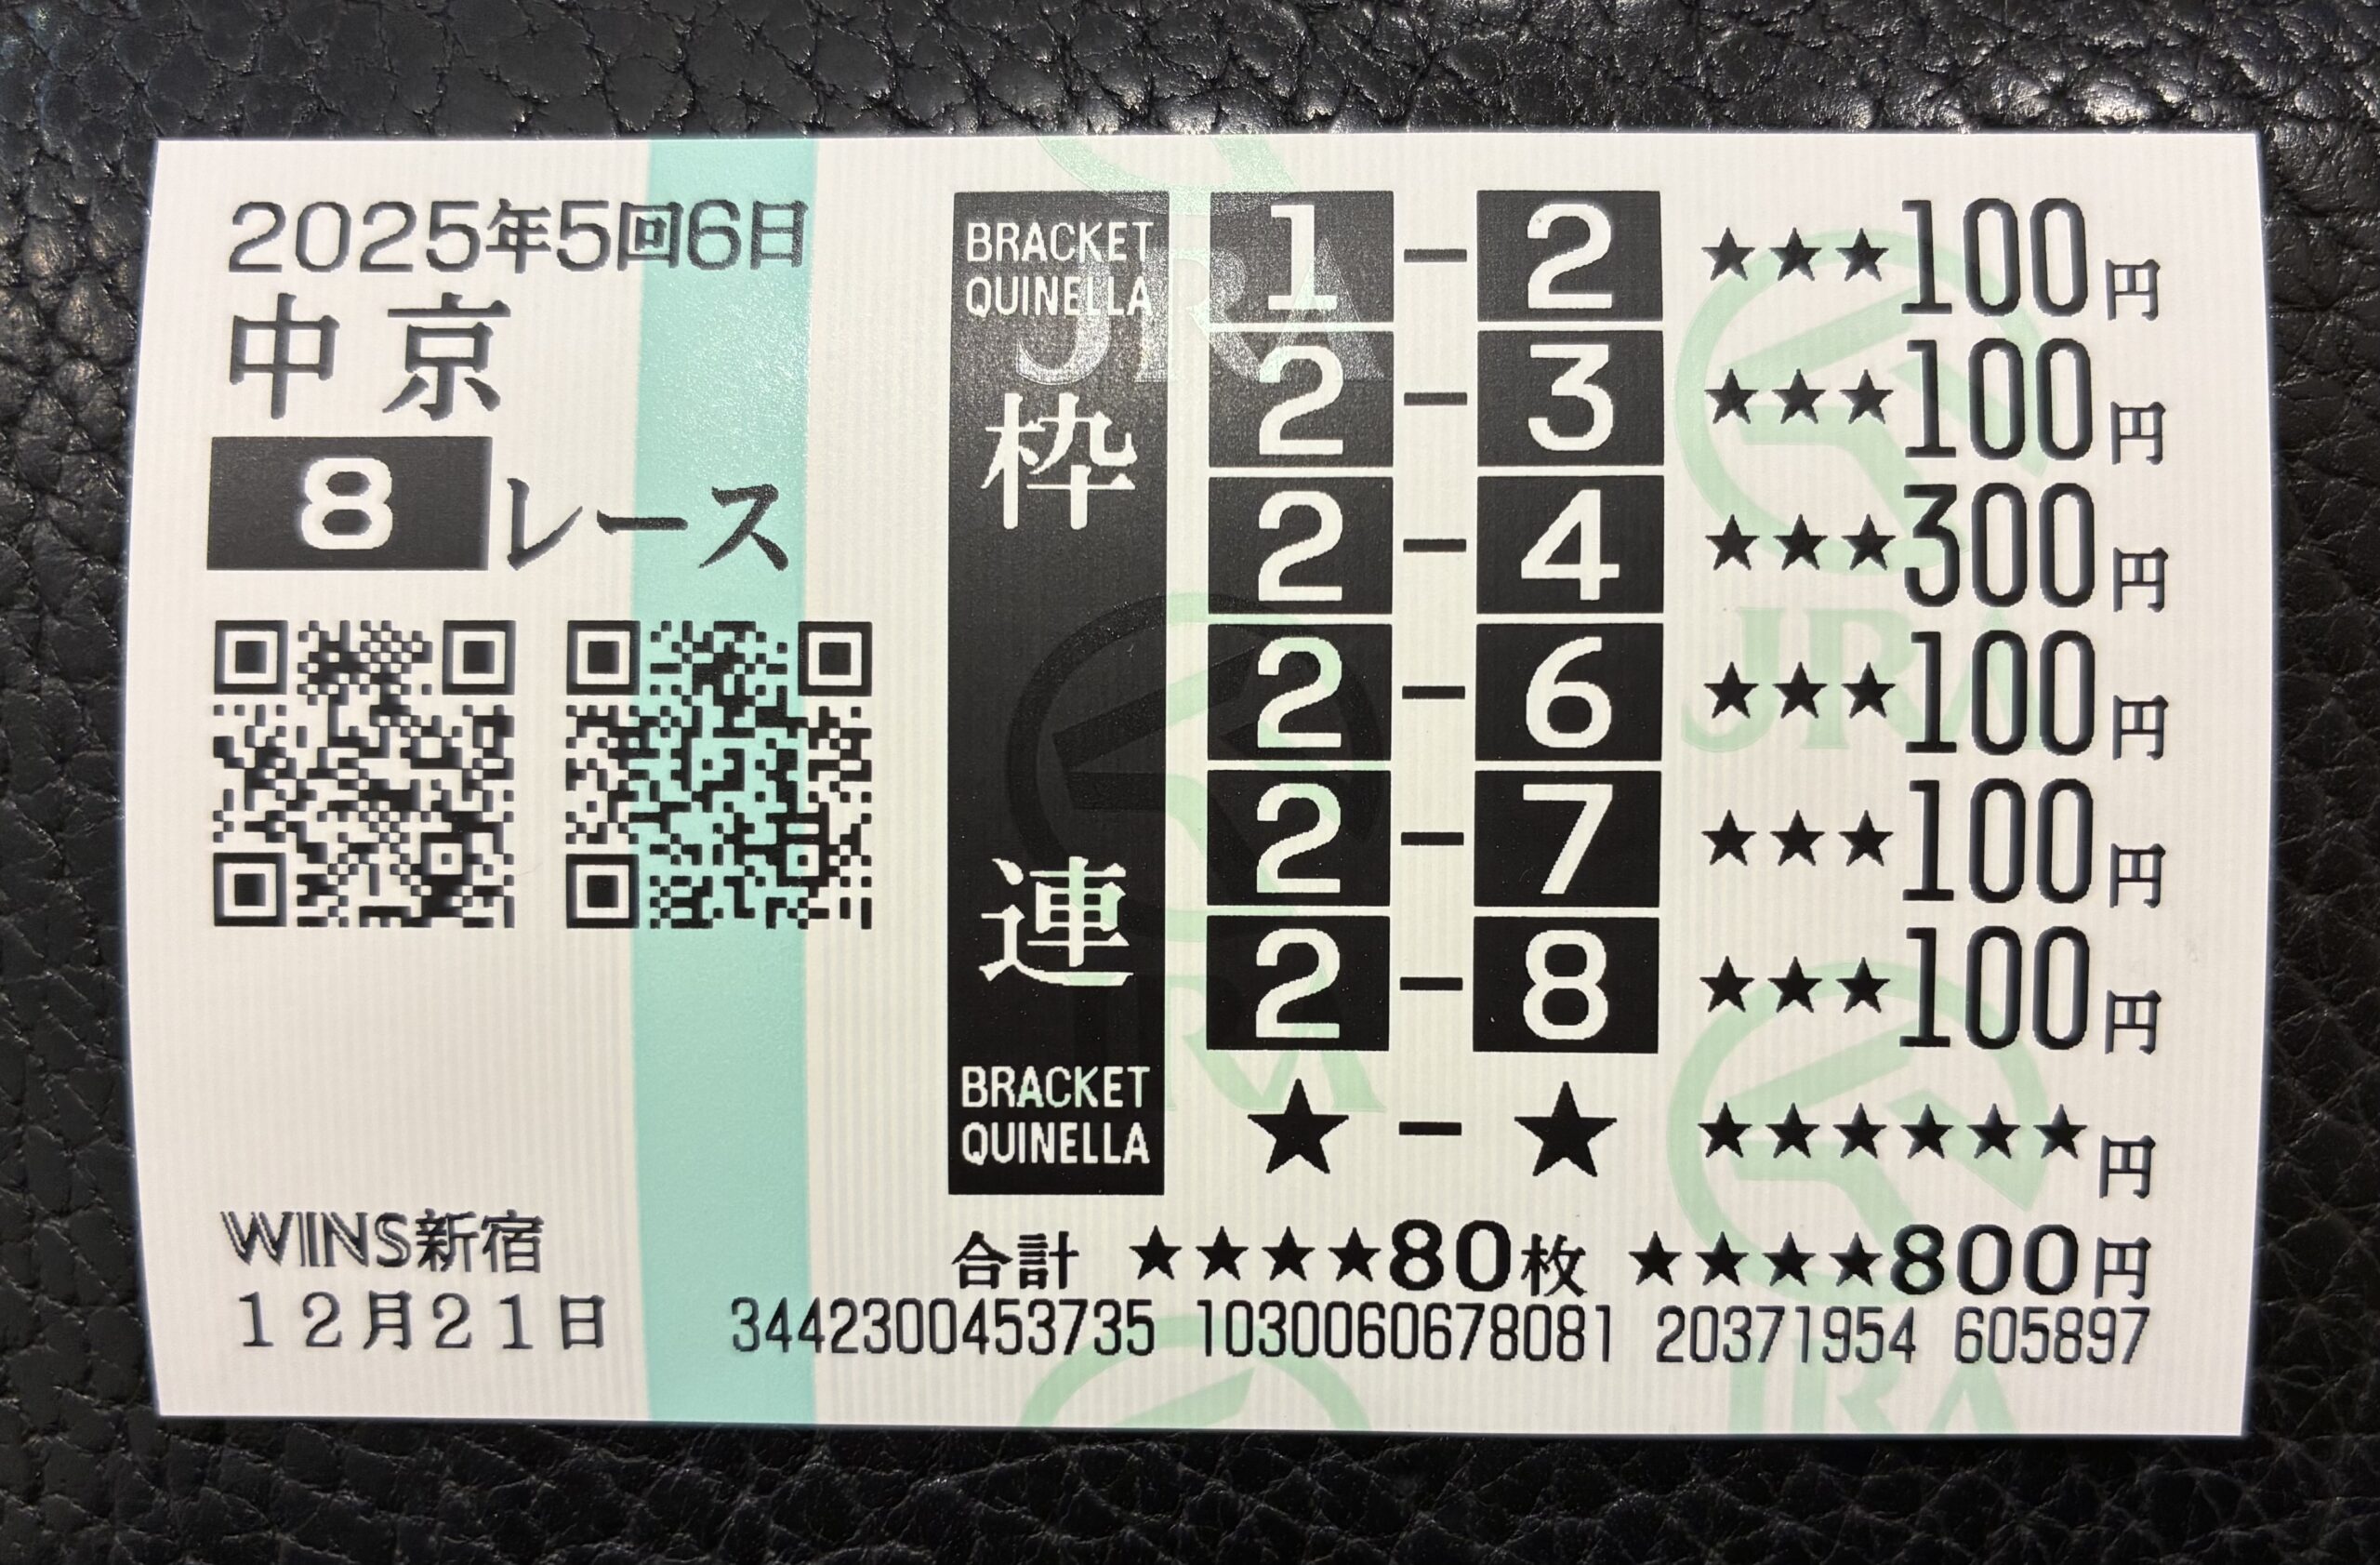 2025年5回6日
中京
8レース
BRACKET
QUINELLA
枠
連
BRACKET
QUINELLA
1-2 ★★★100円
2-3 ★★★100円
2-4 ★★★300円
2-6 ★★★100円
2-7 ★★★100円
2-8 ★★★100円
★-★ ★★★★★★円
合計 ★★★★80枚 ★★★★800円
WINS新宿
12月21日
3442300453735 1030060678081 20371954 605897
JRA
JRA
JRA
JRA